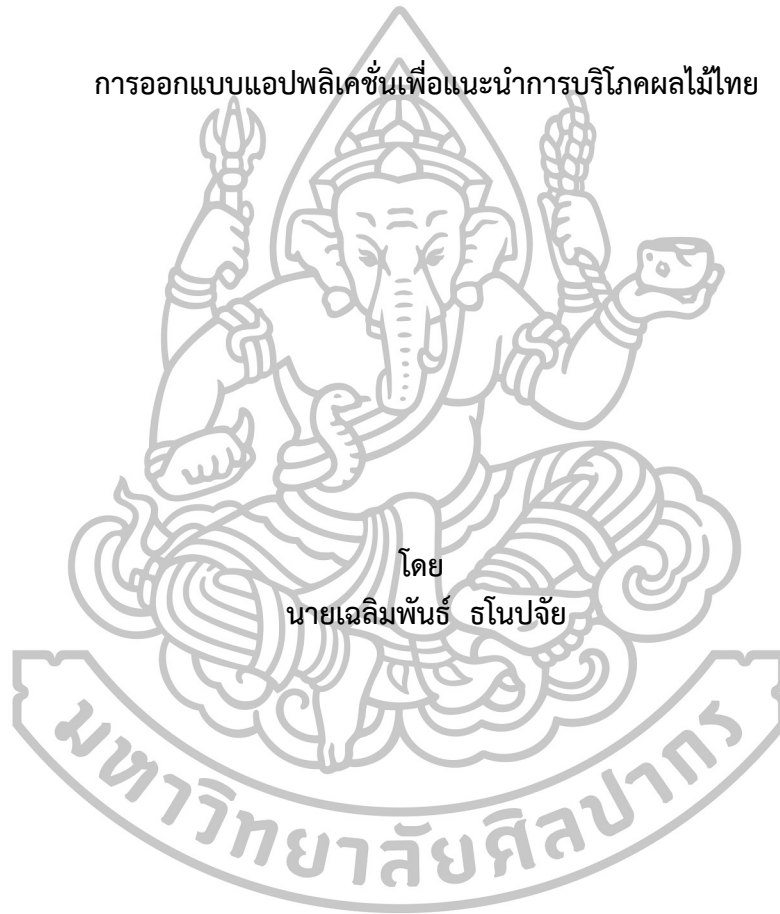 การออกแบบแอปพลิเคชั่นเพื่อแนะนำการบริโภคผลไม้ไทย
โดย
นายเฉลิมพันธ์ ธโนปจัย
มหาวิทยาลัยศิลปากร